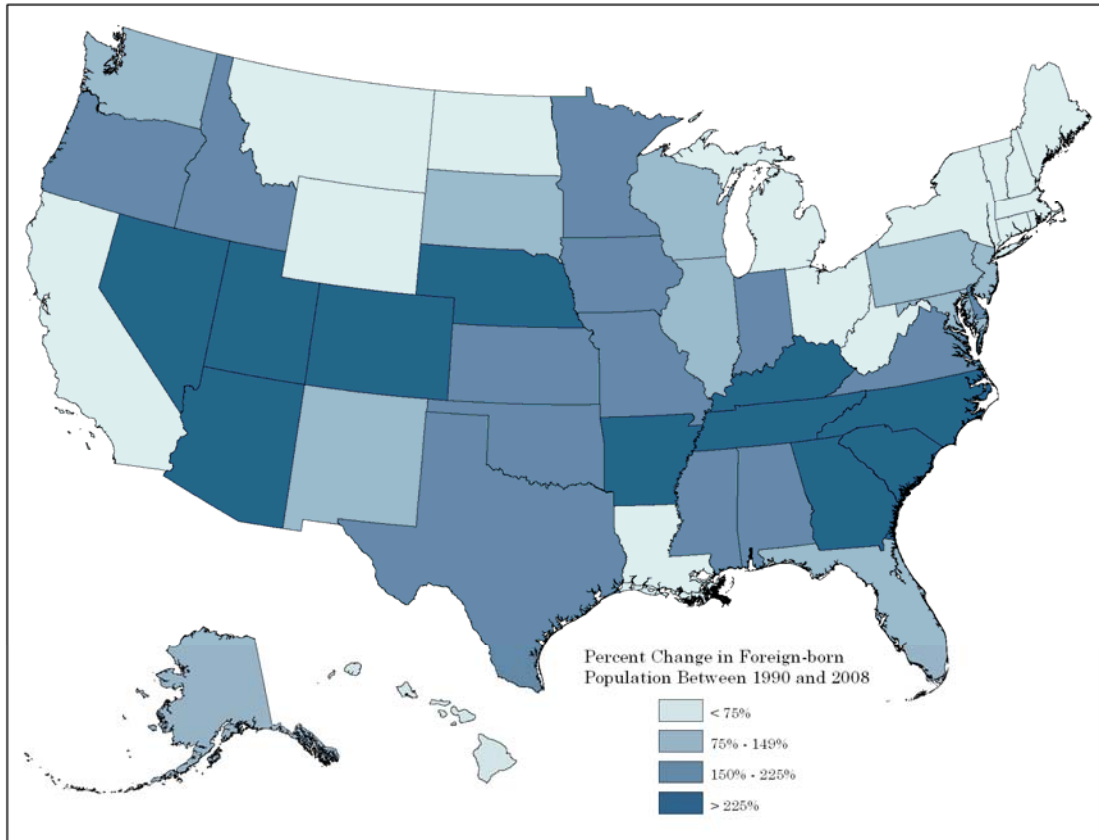 Percent Change in Foreign-born
Population Between 1990 and 2008
< 75%
75% - 149%
150% - 225%
> 225%